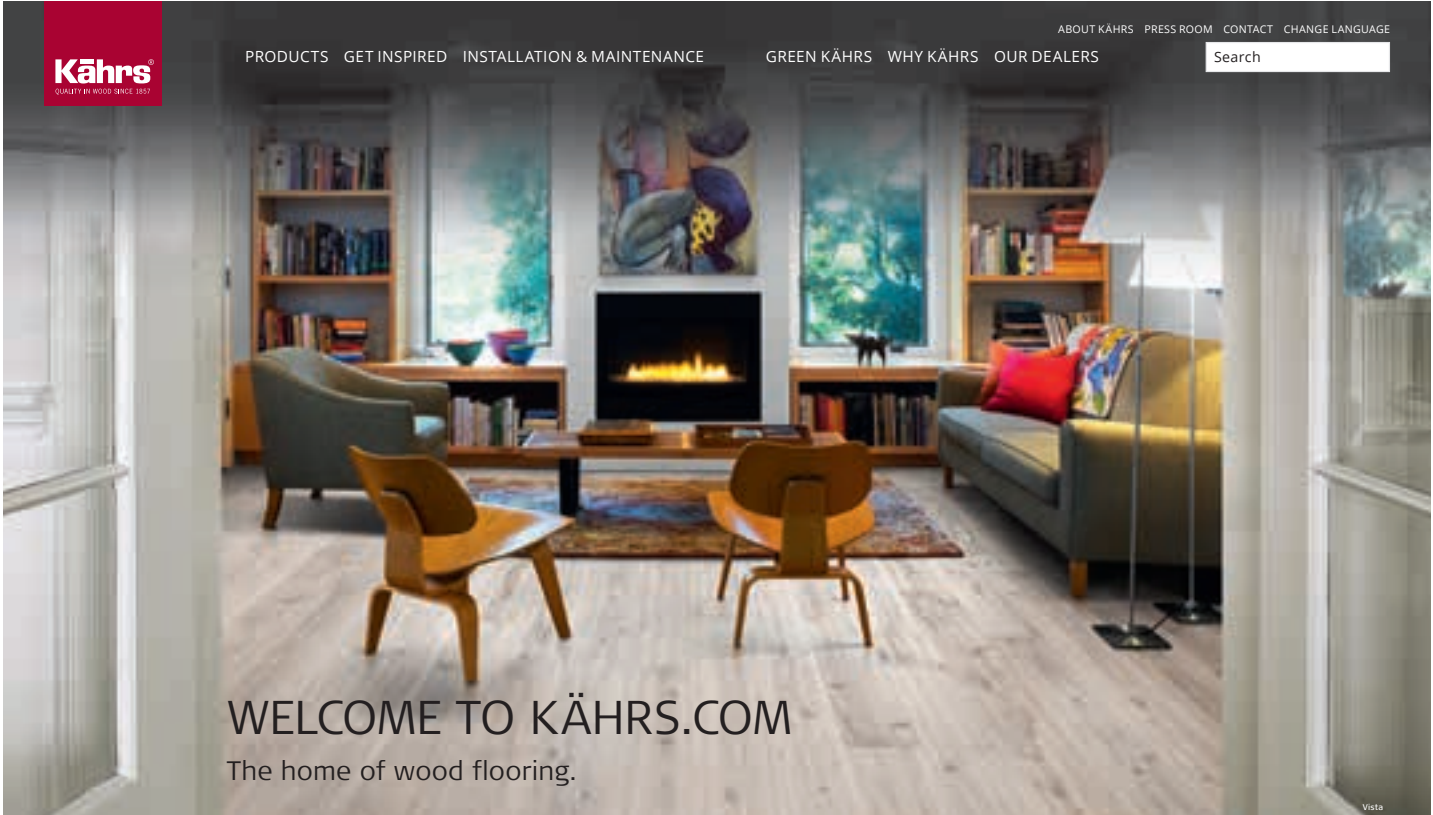 ABOUT KÄHRS PRESS ROOM CONTACT CHANGE LANGUAGE
PRODUCTS GET INSPIRED INSTALLATION & MAINTENANCE GREEN KÄHRS WHY KÄHRS OUR DEALERS
Search
Kährs®
QUALITY IN WOOD SINCE 1857
WELCOME TO KÄHRS.COM
The home of wood flooring.
Vista